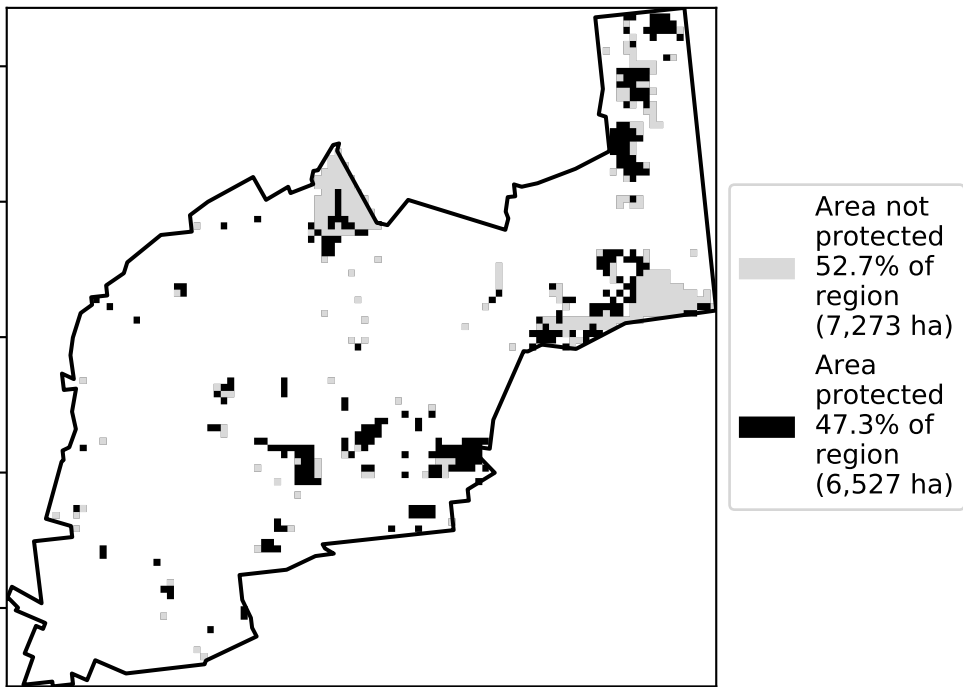 Area not
protected
52.7% of
region
(7,273 ha)
Area
protected
47.3% of
region
(6,527 ha)